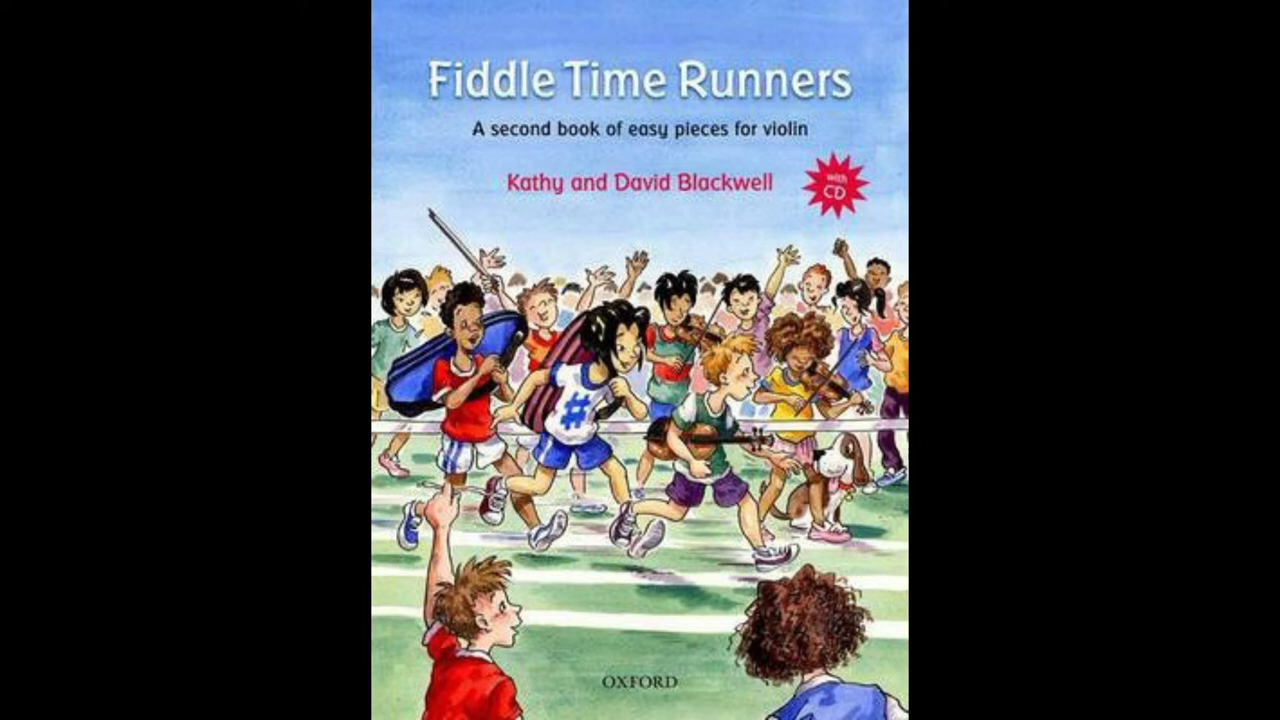 Fiddle Time Runners
A second book of easy pieces for violin
Kathy and David Blackwell
with
CD
#
OXFORD